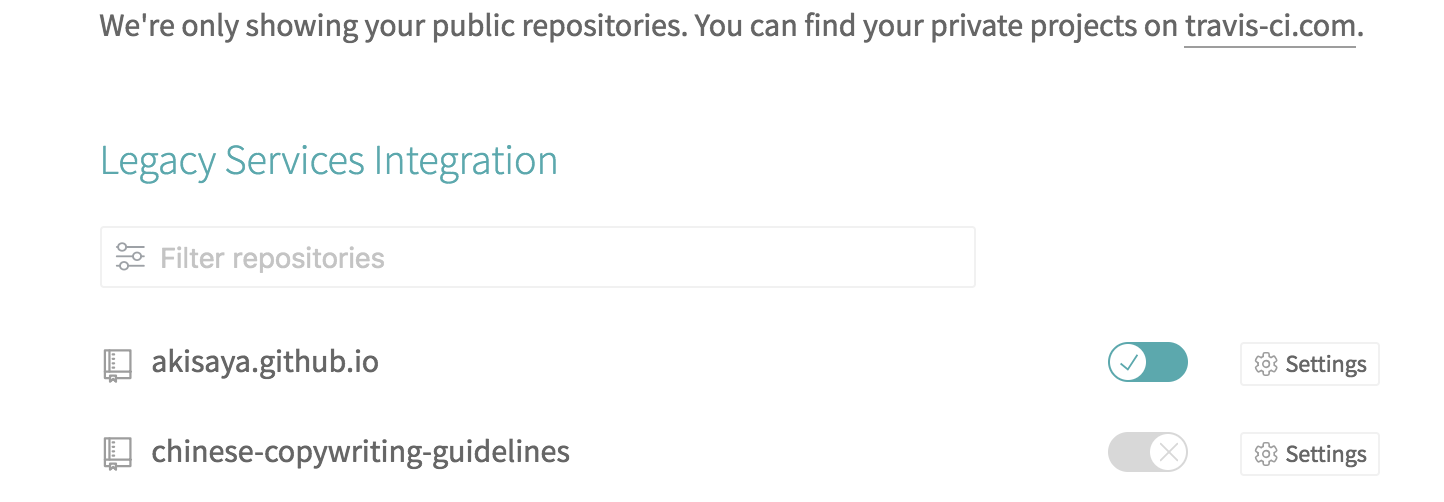 We're only showing your public repositories. You can find your private projects on travis-ci.com.
Legacy Services Integration
Filter repositories
akisaya.github.io
Settings
chinese-copywriting-guidelines
Settings